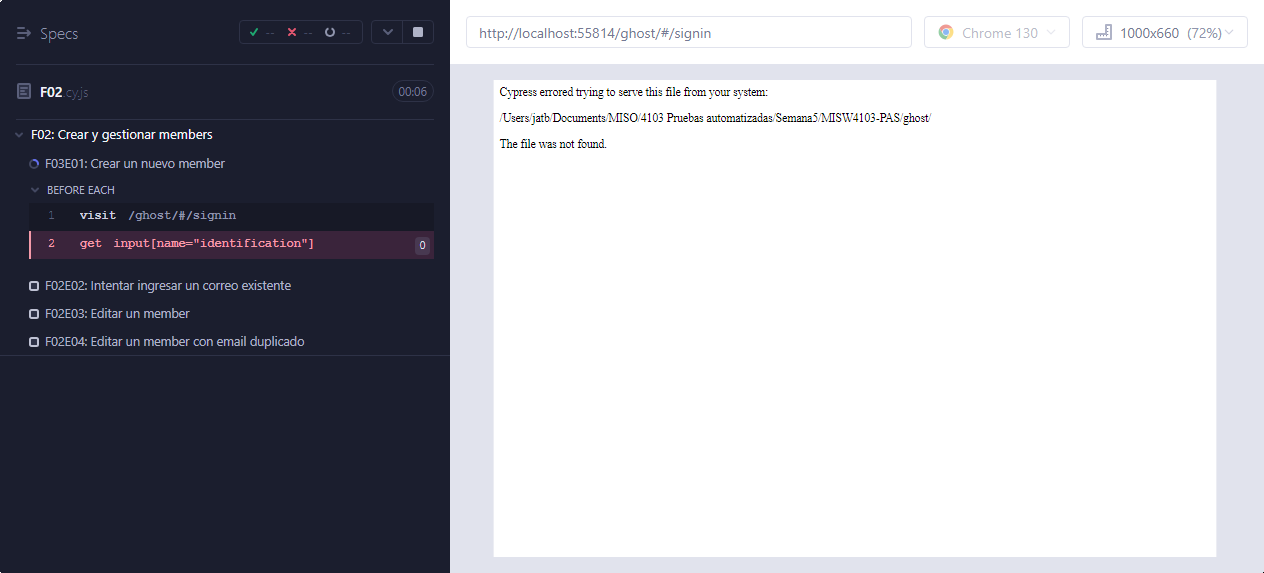 Specs
-- -- --
F02.cy.js
00:06
F02: Crear y gestionar members
F03E01: Crear un nuevo member
BEFORE EACH
1 visit /ghost/#/signin
2 get input[name="identification"] 0
F02E02: Intentar ingresar un correo existente
F02E03: Editar un member
F02E04: Editar un member con email duplicado
http://localhost:55814/ghost/#/signin
Chrome 130
1000x660 (72%)
Cypress errored trying to serve this file from your system:
/Users/jatb/Documents/MISO/4103 Pruebas automatizadas/Semana5/MISW4103-PAS/ghost/
The file was not found.